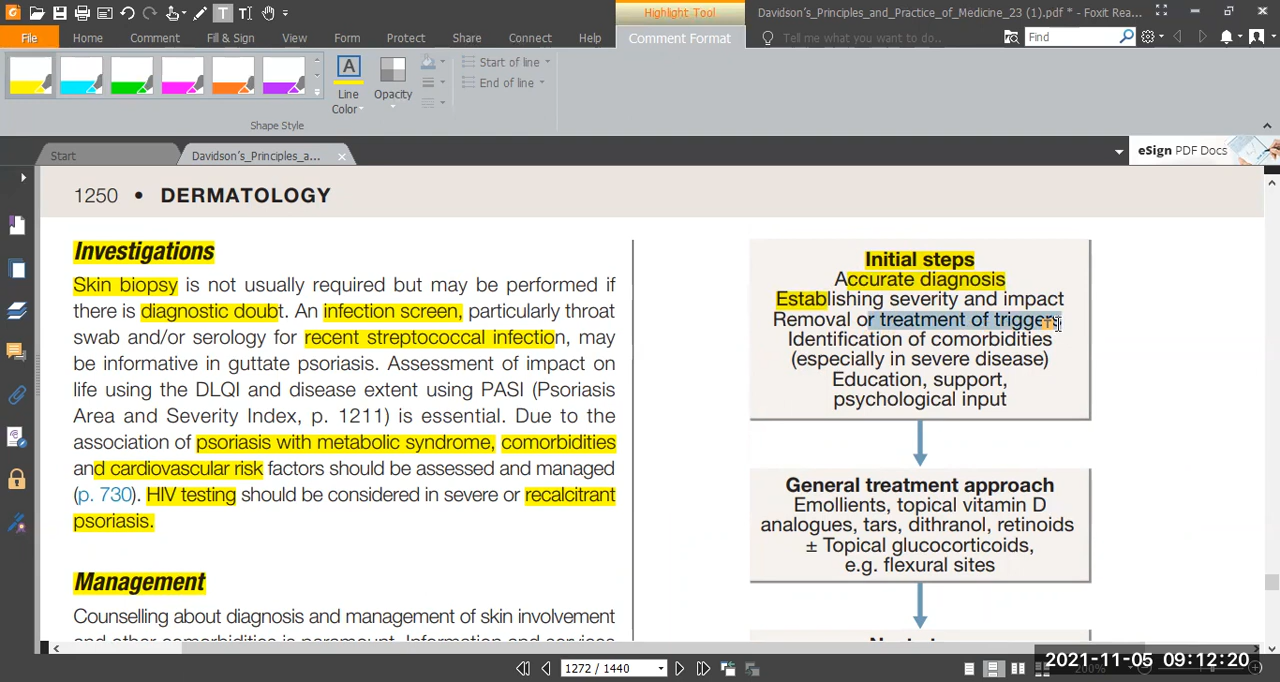 Highlight Tool
Davidson's_Principles_and_Practice_of_Medicine_23 (1).pdf * - Foxit Rea...
File
Home
Comment
Fill & Sign
View
Form
Protect
Share
Connect
Help
Comment Format
Tell me what you want to do..
Find
Line
Color
Opacity
Start of line
End of line
Shape Style
Start
Davidson's_Principles_a...
eSign PDF Docs
1250 • DERMATOLOGY
Investigations
Skin biopsy is not usually required but may be performed if
there is diagnostic doubt. An infection screen, particularly throat
swab and/or serology for recent streptococcal infection, may
be informative in guttate psoriasis. Assessment of impact on
life using the DLQI and disease extent using PASI (Psoriasis
Area and Severity Index, p. 1211) is essential. Due to the
association of psoriasis with metabolic syndrome, comorbidities
and cardiovascular risk factors should be assessed and managed
(p. 730). HIV testing should be considered in severe or recalcitrant
psoriasis.
Management
Counselling about diagnosis and management of skin involvement
and other comorbidities is paramount. Information and services
Initial steps
Accurate diagnosis
Establishing severity and impact
Removal or treatment of triggers
Identification of comorbidities
(especially in severe disease)
Education, support,
psychological input
General treatment approach
Emollients, topical vitamin D
analogues, tars, dithranol, retinoids
± Topical glucocorticoids,
e.g. flexural sites
1272 / 1440
2021-11-05 09:12:20
200%